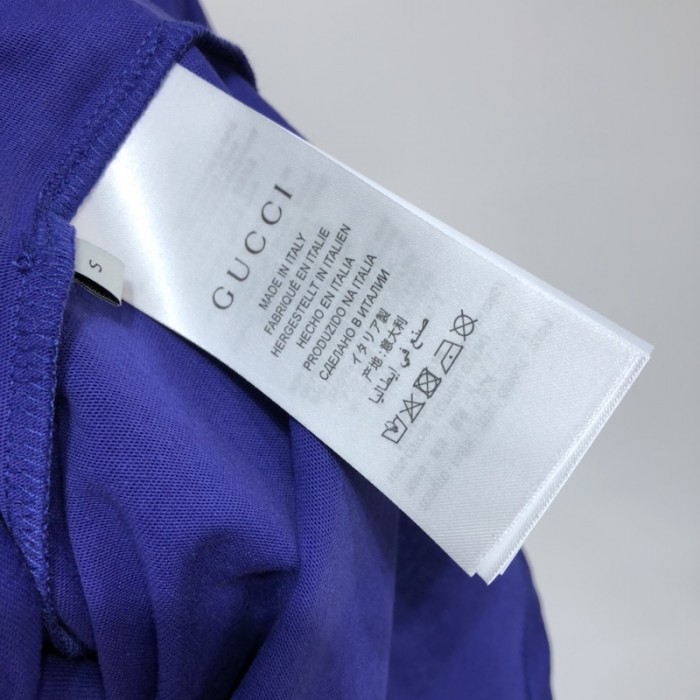 GUCCI
MADE IN ITALY
FABRIQUÉ EN ITALIE
HERGESTELLT IN ITALIEN
HECHO EN ITALIA
PRODUZIDO NA ITALIA
СДЕЛАНО В ИТАЛИИ
イタリア製
产地:意大利
صنع في إيطاليا
S